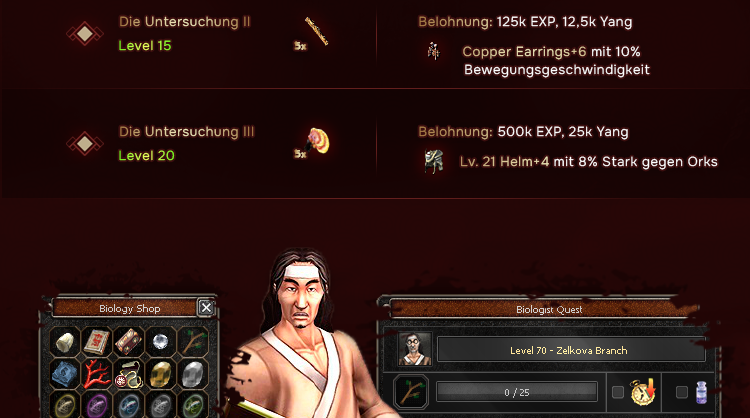 Die Untersuchung II
Level 15
5x
Belohnung: 125k EXP, 12,5k Yang
Copper Earrings+6 mit 10%
Bewegungsgeschwindigkeit
Die Untersuchung III
Level 20
5x
Belohnung: 500k EXP, 25k Yang
Lv. 21 Helm+4 mit 8% Stark gegen Orks
Biology Shop
Biologist Quest
Level 70 - Zelkova Branch
0 / 25